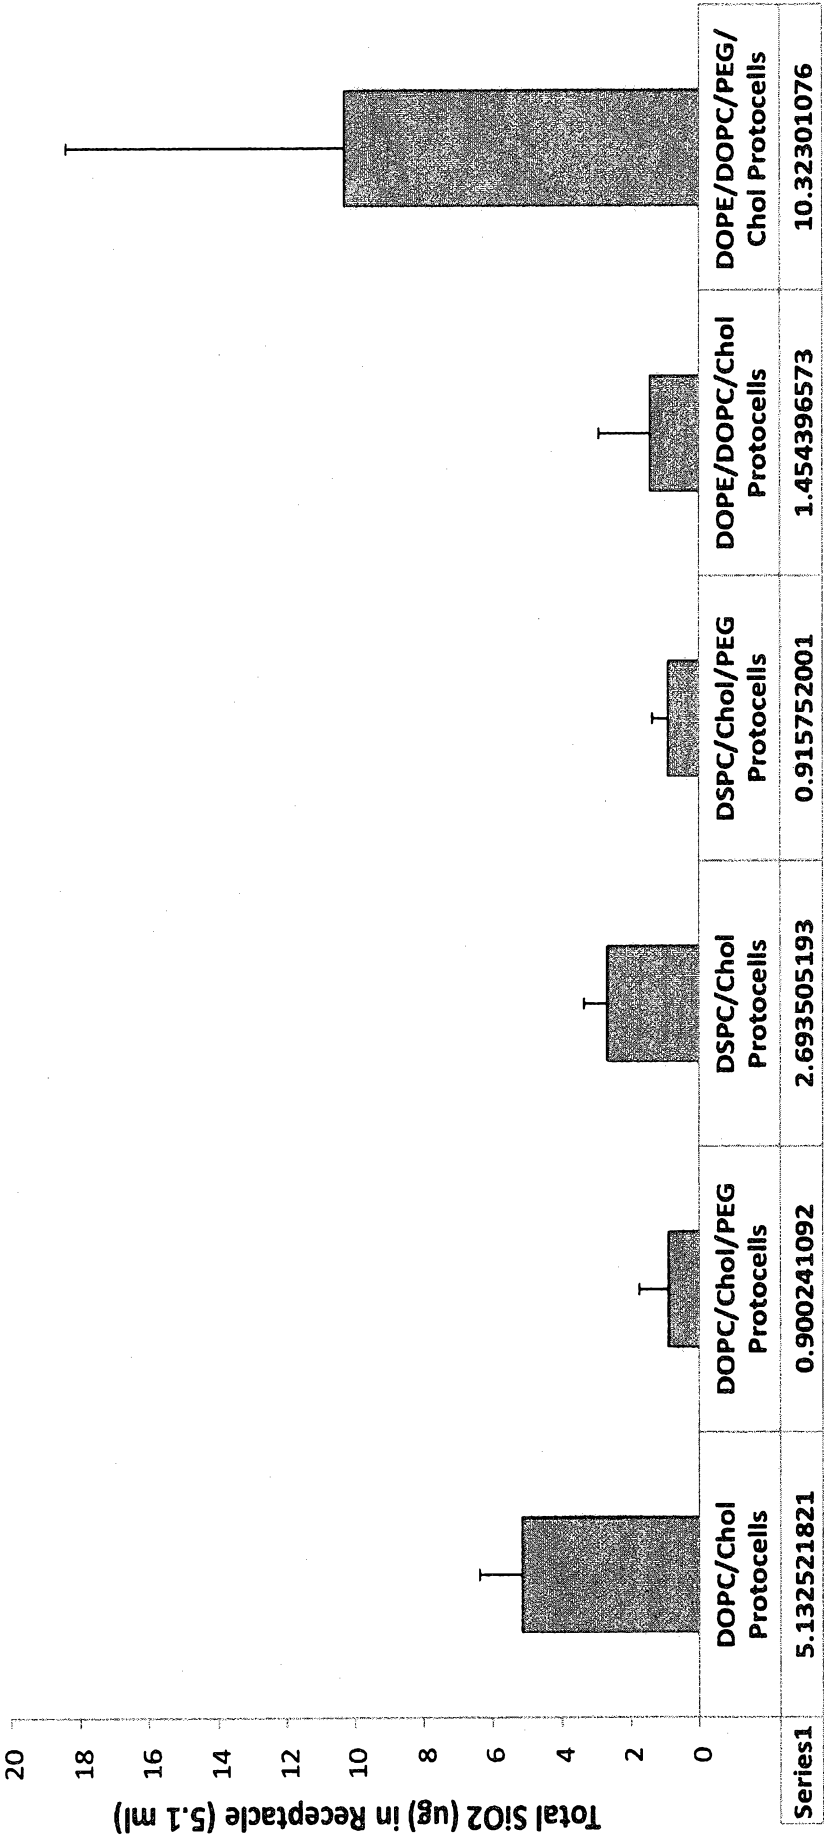 Total SiO2 (ug) in Receptacle (5.1 ml)
20
18
16
14
12
10
8
6
4
2
0
DOPC/Chol
Protocells
DOPC/Chol/PEG
Protocells
DSPC/Chol
Protocells
DSPC/Chol/PEG
Protocells
DOPE/DOPC/Chol
Protocells
DOPE/DOPC/PEG/
Chol Protocells
Series1 5.132521821 0.900241092 2.693505193 0.915752001 1.454396573 10.32301076